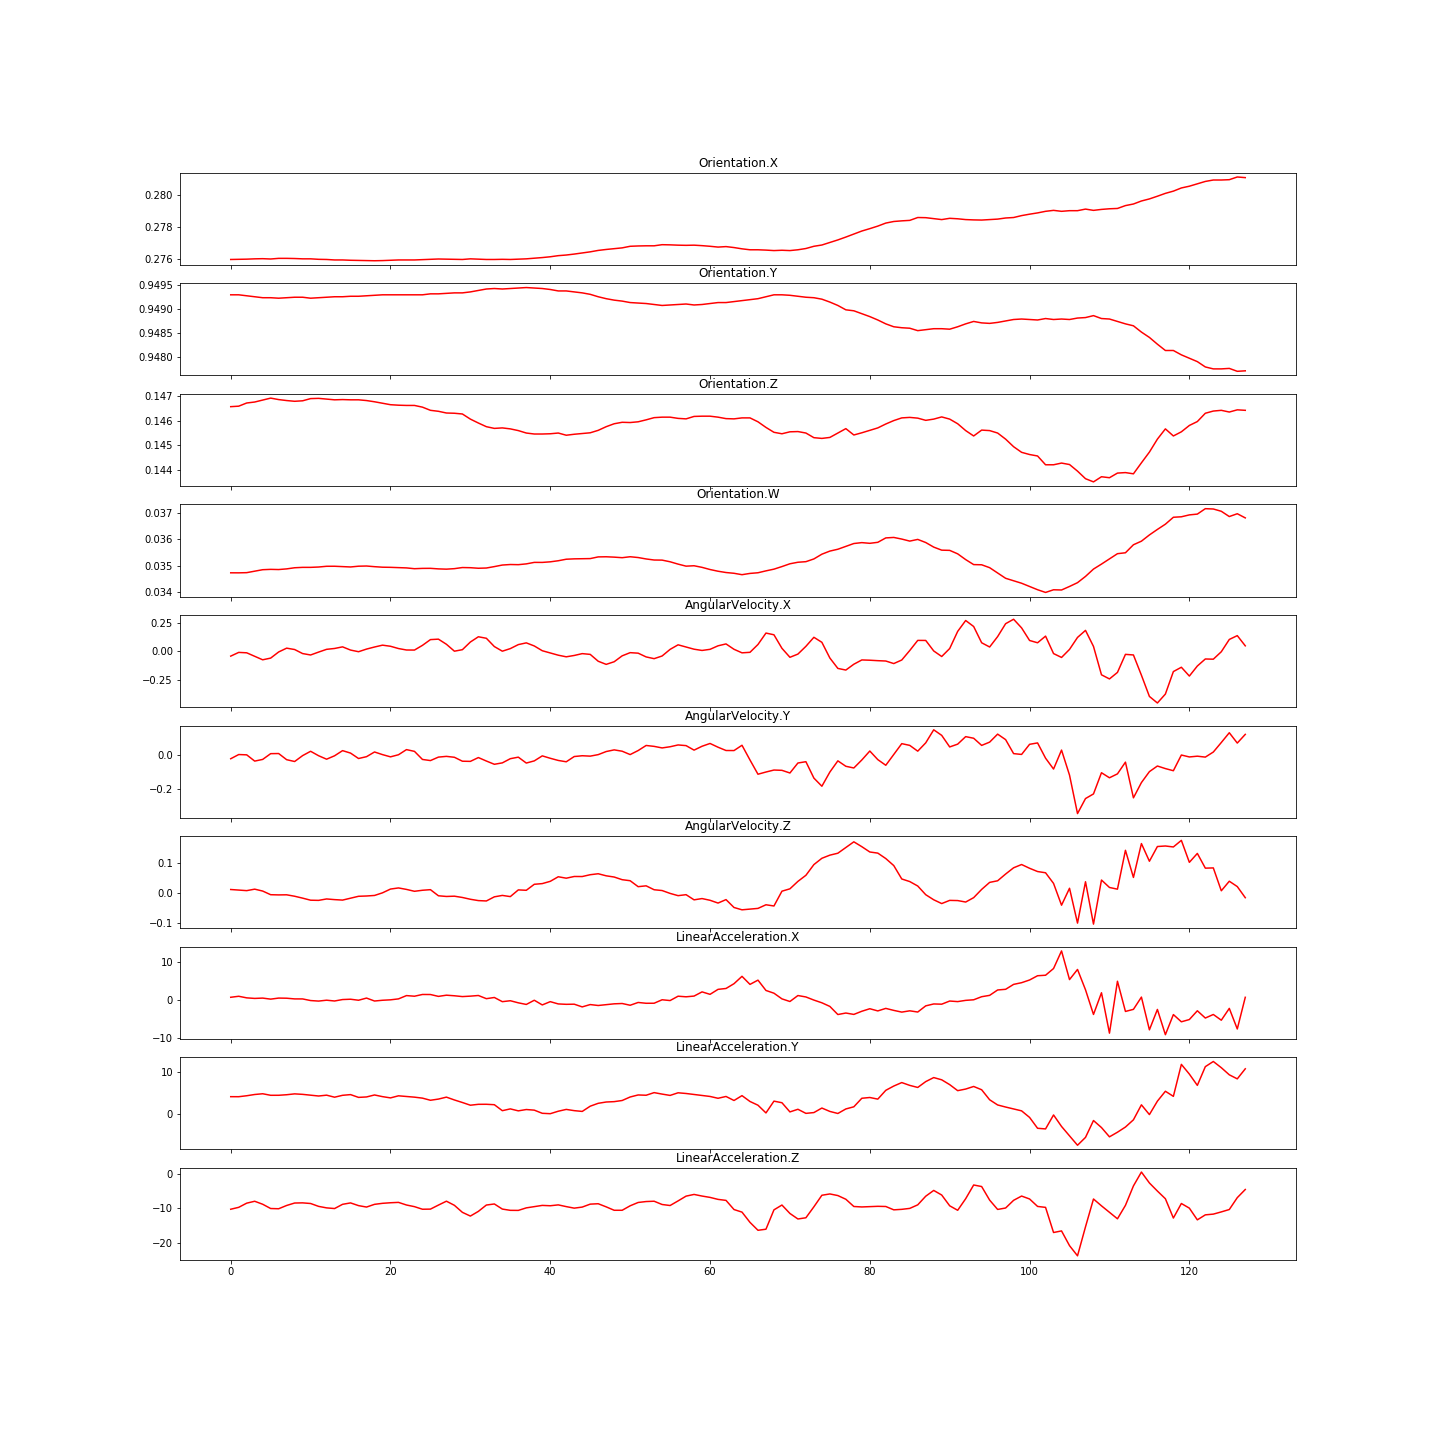 Orientation.X
0.280
0.278
0.276
Orientation.Y
0.9495
0.9490
0.9485
0.9480
Orientation.Z
0.147
0.146
0.145
0.144
Orientation.W
0.037
0.036
0.035
0.034
AngularVelocity.X
0.25
0.00
−0.25
AngularVelocity.Y
0.0
−0.2
AngularVelocity.Z
0.1
0.0
−0.1
LinearAcceleration.X
10
0
−10
LinearAcceleration.Y
10
0
LinearAcceleration.Z
0
−10
−20
0 20 40 60 80 100 120